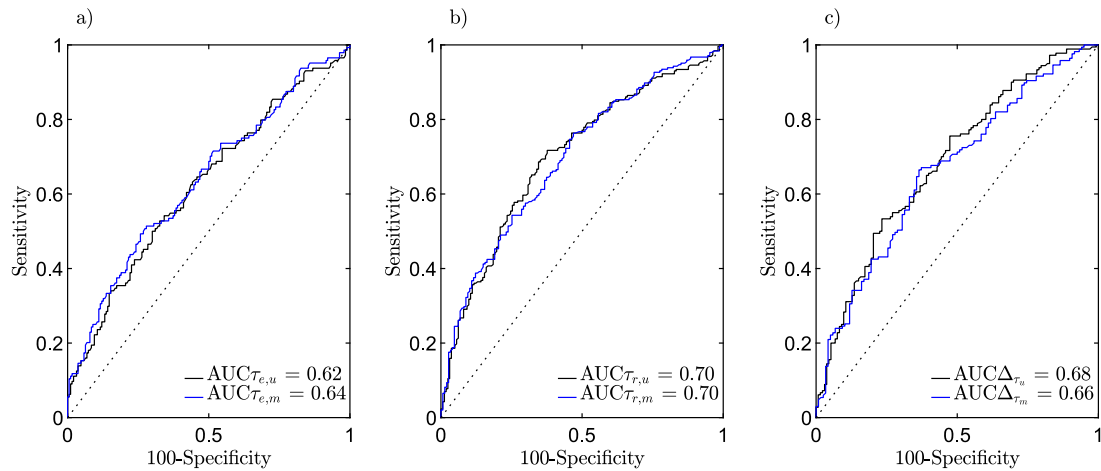 a)
1
0.8
0.6
0.4
0.2
0
Sensitivity
0 0.5 1
100-Specificity
AUCτe,u = 0.62
AUCτe,m = 0.64
b)
1
0.8
0.6
0.4
0.2
0
Sensitivity
0 0.5 1
100-Specificity
AUCτr,u = 0.70
AUCτr,m = 0.70
c)
1
0.8
0.6
0.4
0.2
0
Sensitivity
0 0.5 1
100-Specificity
AUCΔτu = 0.68
AUCΔτm = 0.66